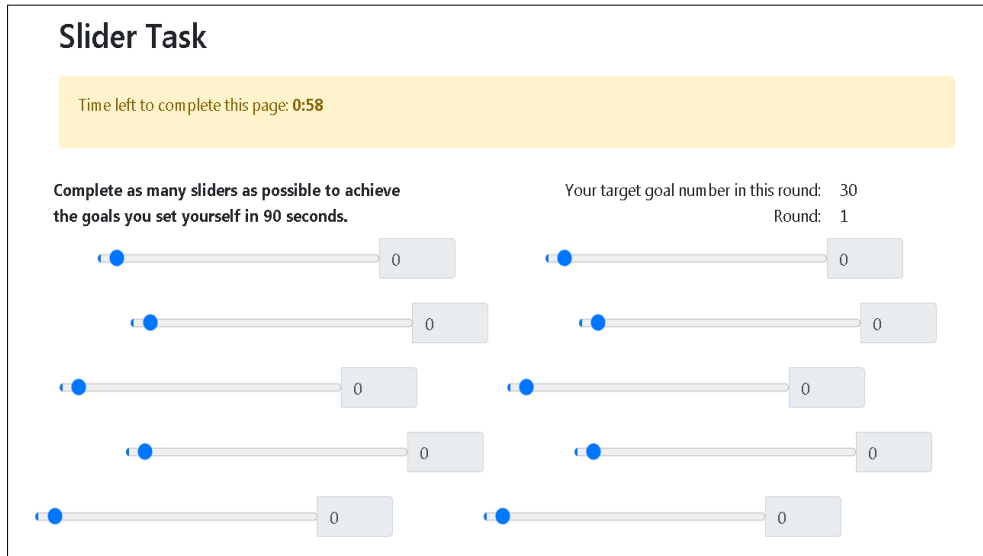 Slider Task
Time left to complete this page: 0:58
Complete as many sliders as possible to achieve
the goals you set yourself in 90 seconds.
Your target goal number in this round: 30
Round: 1
0
0
0
0
0
0
0
0
0
0